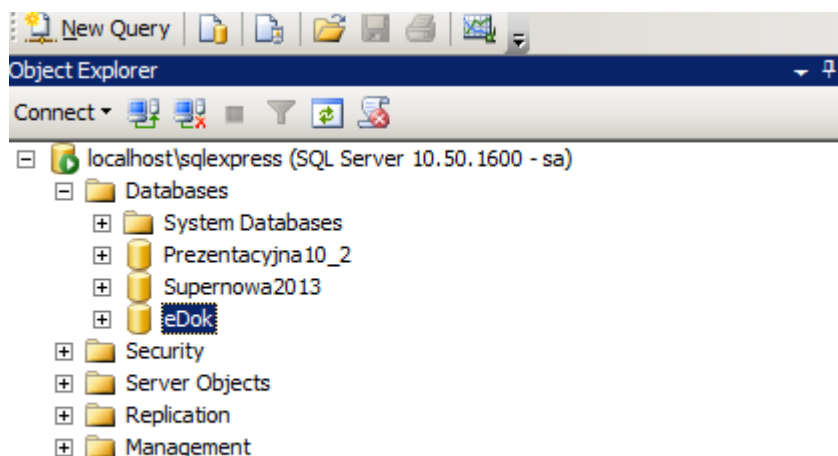 New Query
Object Explorer
Connect
localhost\sqlexpress (SQL Server 10.50.1600 - sa)
Databases
System Databases
Prezentacyjna10_2
Supernowa2013
eDok
Security
Server Objects
Replication
Management